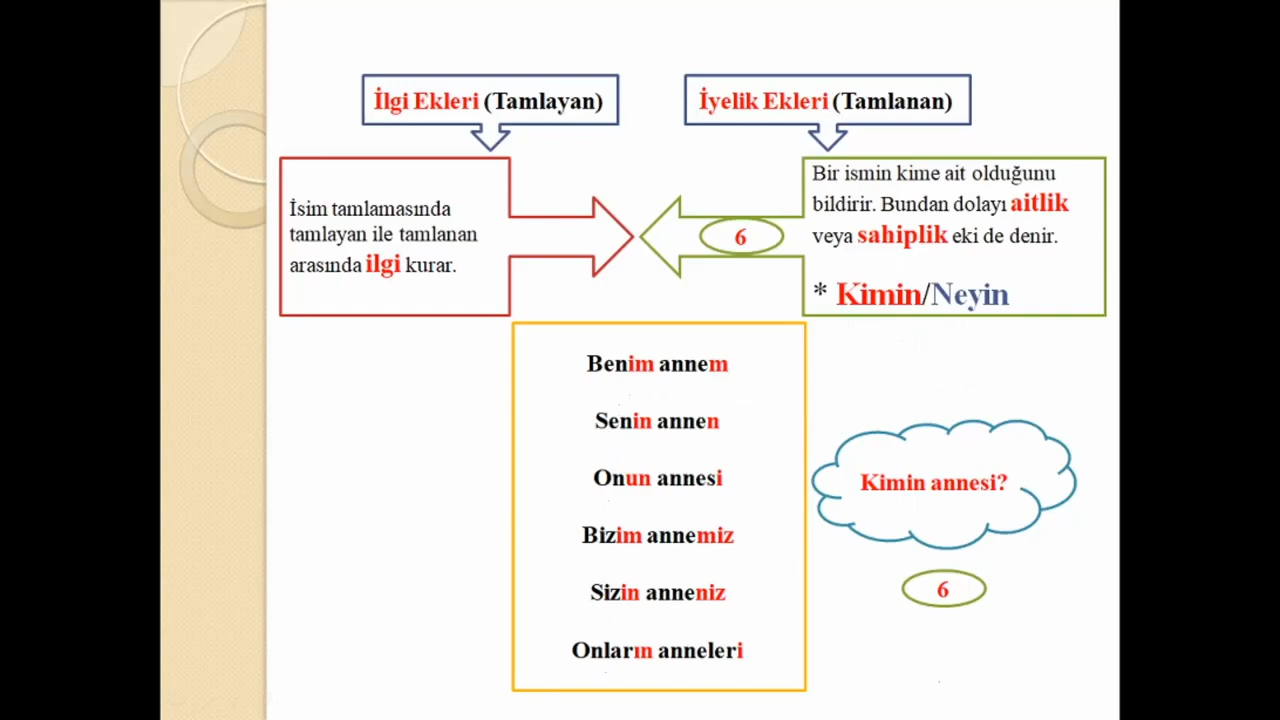 İlgi Ekleri (Tamlayan)
İyelik Ekleri (Tamlanan)
İsim tamlamasında
tamlayan ile tamlanan
arasında ilgi kurar.
6
Bir ismin kime ait olduğunu
bildirir. Bundan dolayı aitlik
veya sahiplik eki de denir.
* Kimin/Neyin
Benim annem
Senin annen
Onun annesi
Bizim annemiz
Sizin anneniz
Onların anneleri
Kimin annesi?
6